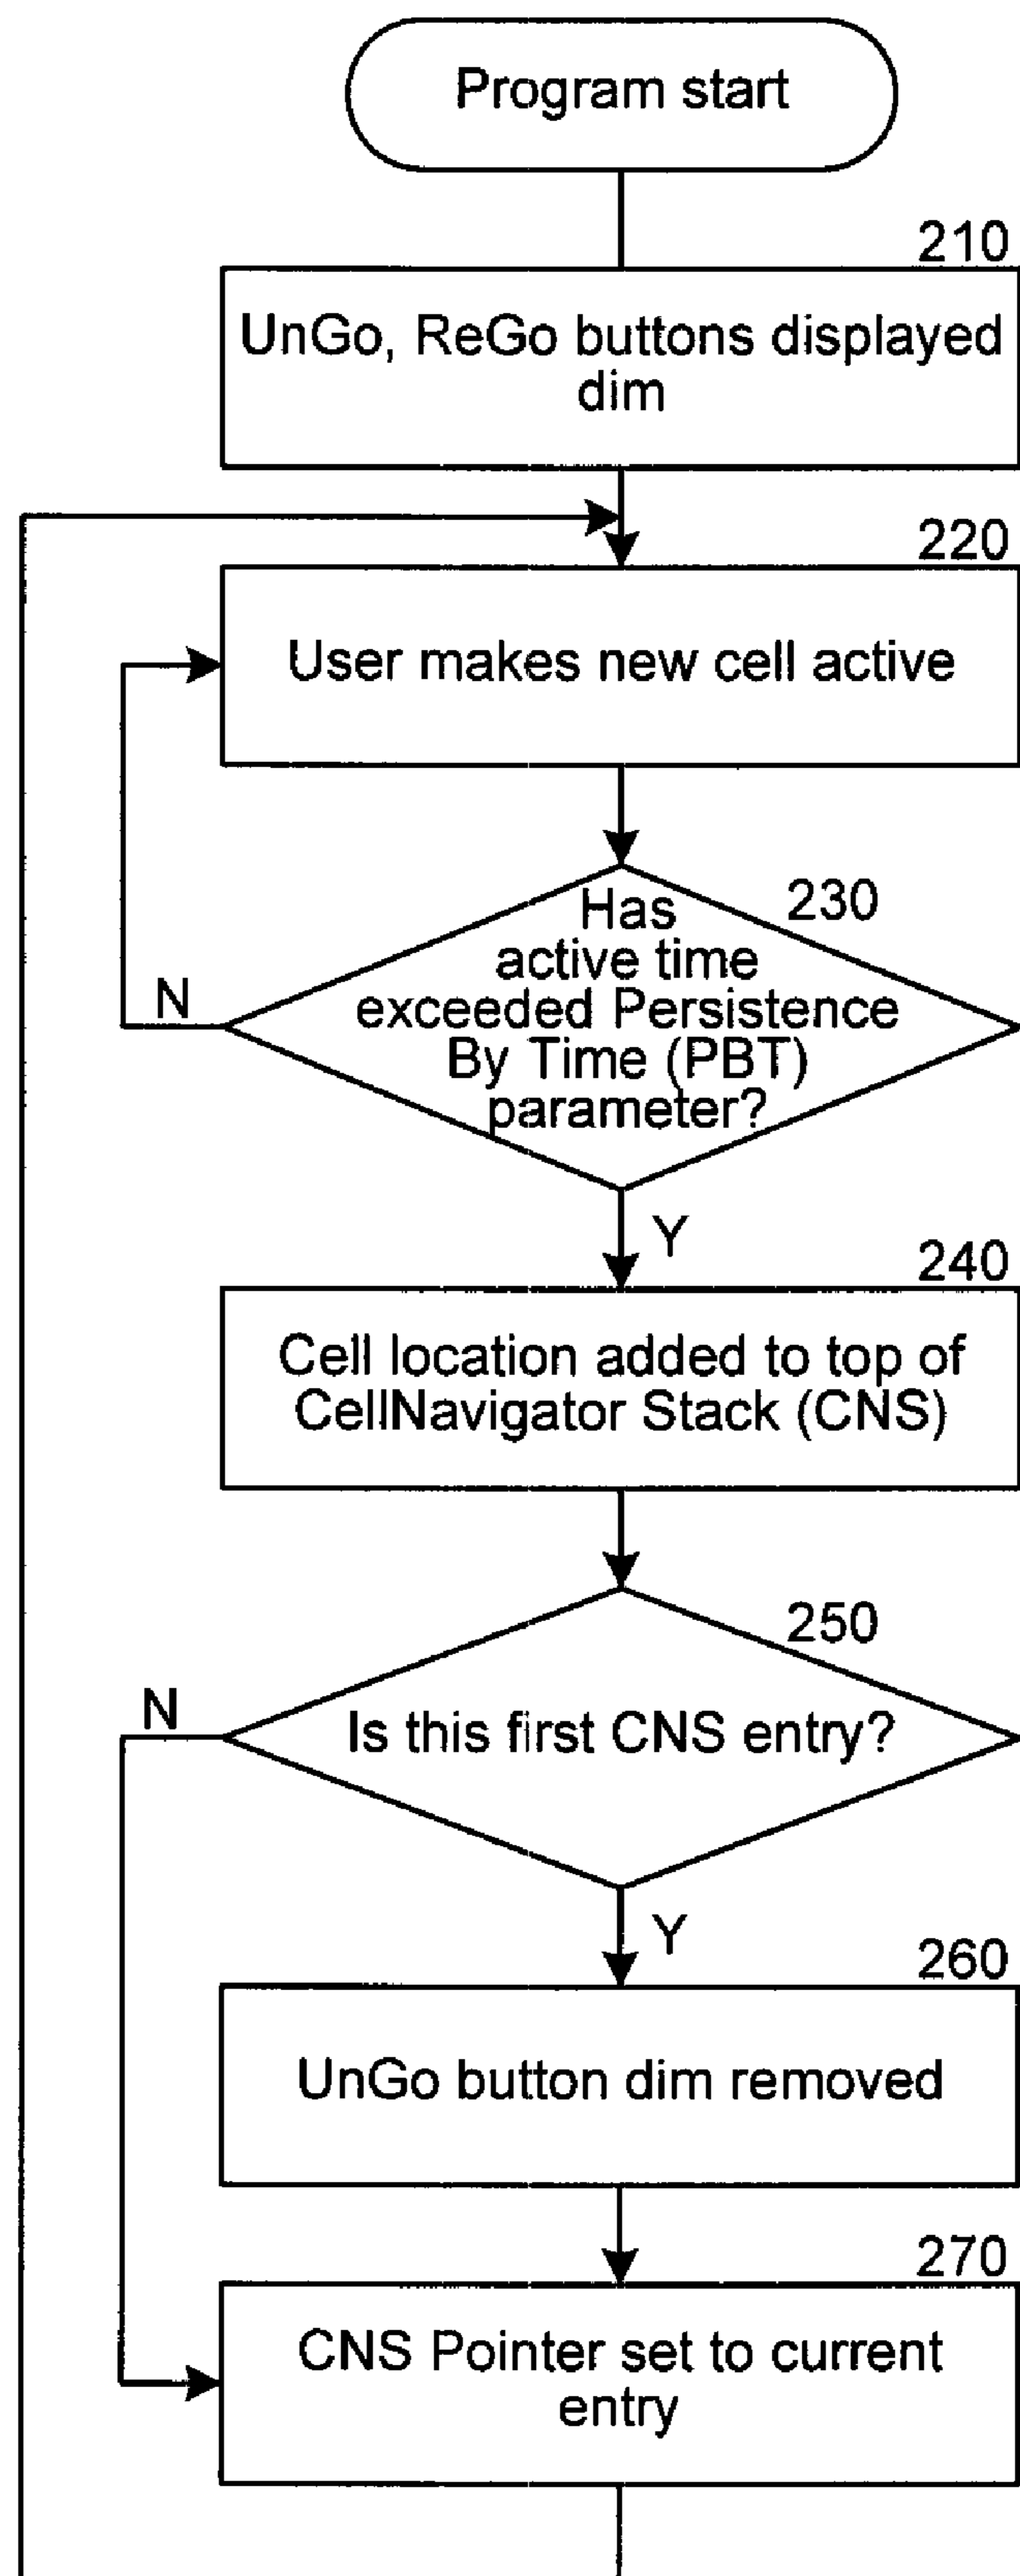 Program start
210
UnGo, ReGo buttons displayed
dim
220
User makes new cell active
230
Has
active time
exceeded Persistence
By Time (PBT)
parameter?
N
Y
240
Cell location added to top of
CellNavigator Stack (CNS)
250
N
Is this first CNS entry?
Y
260
UnGo button dim removed
270
CNS Pointer set to current
entry